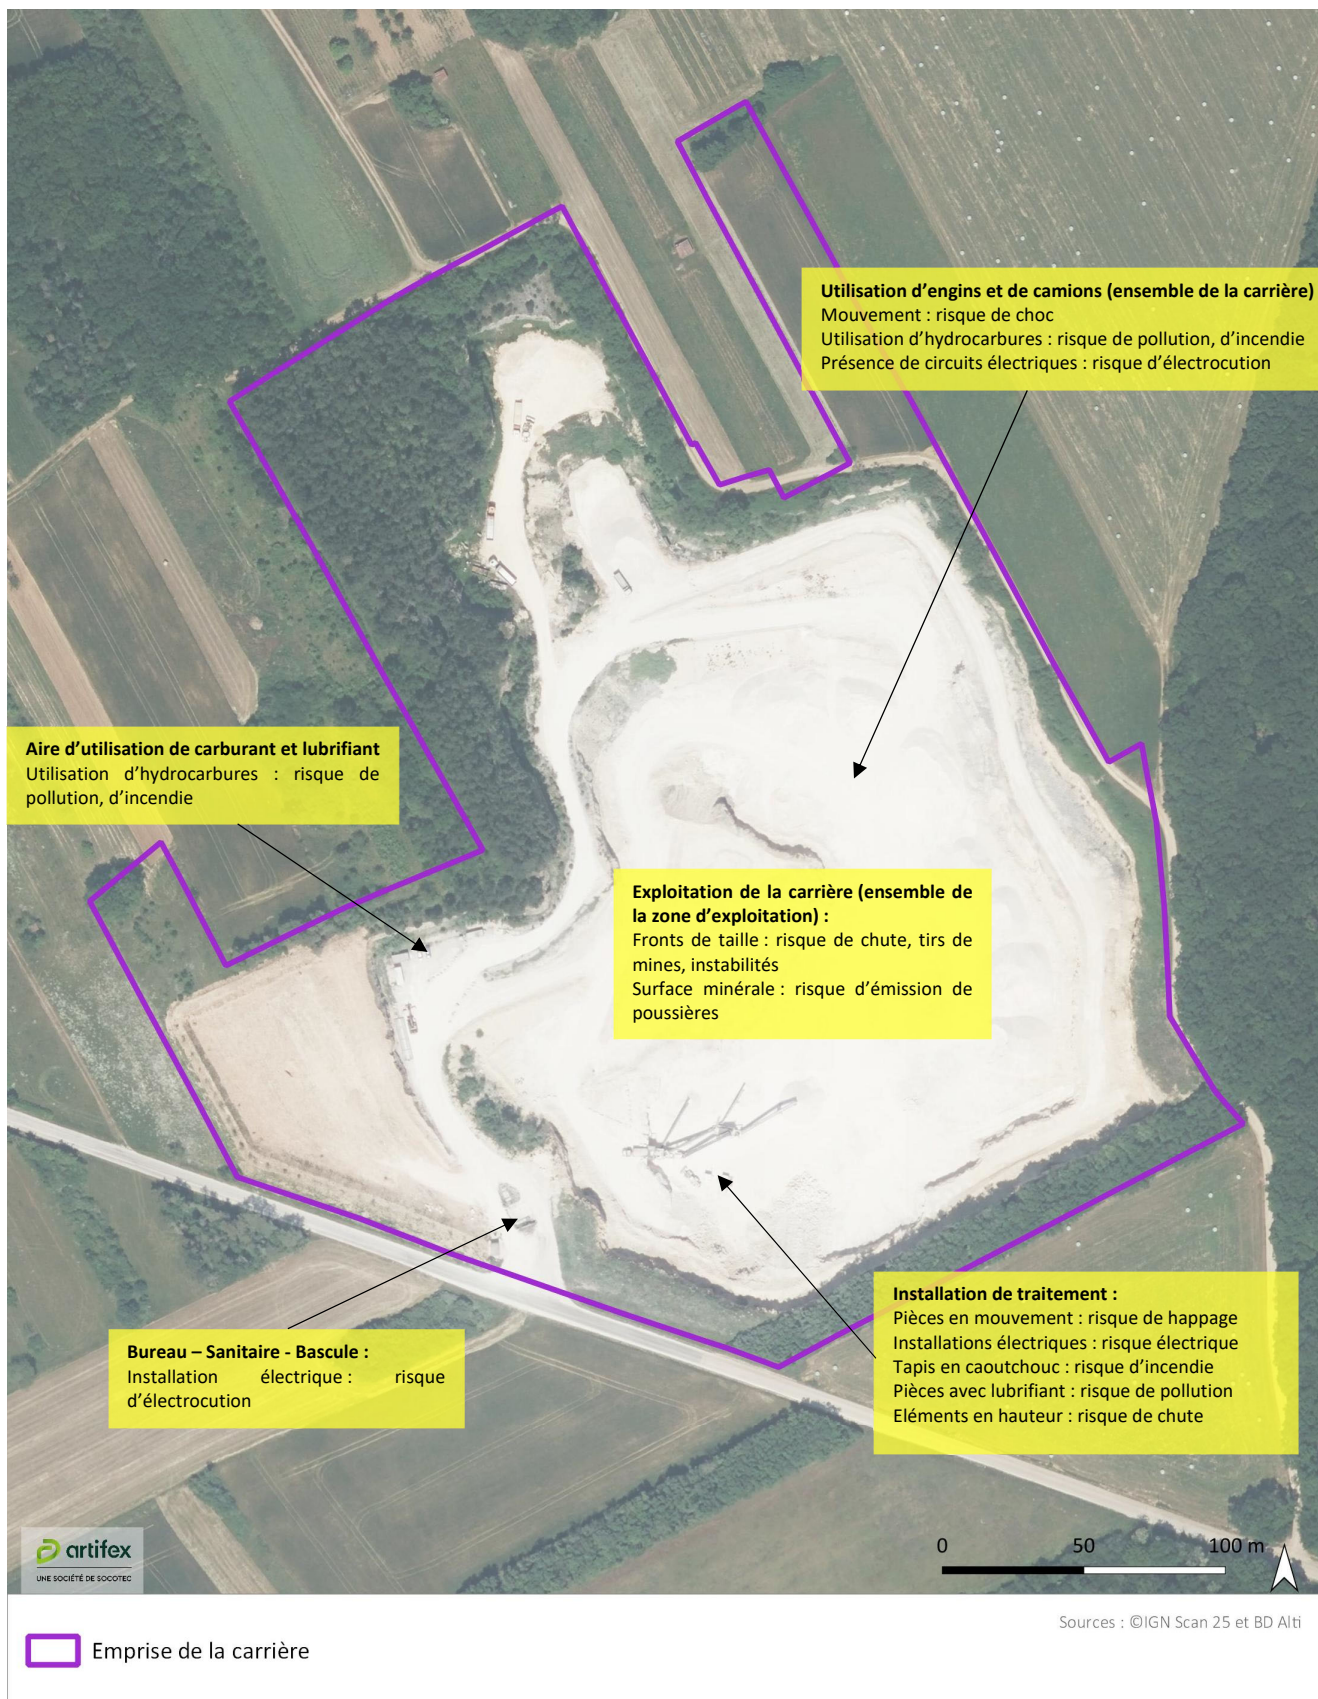 Utilisation d’engins et de camions (ensemble de la carrière)
Mouvement : risque de choc
Utilisation d’hydrocarbures : risque de pollution, d’incendie
Présence de circuits électriques : risque d’électrocution
Aire d’utilisation de carburant et lubrifiant
Utilisation d’hydrocarbures : risque de
pollution, d’incendie
Exploitation de la carrière (ensemble de
la zone d’exploitation) :
Fronts de taille : risque de chute, tirs de
mines, instabilités
Surface minérale : risque d’émission de
poussières
Installation de traitement :
Pièces en mouvement : risque de happage
Installations électriques : risque électrique
Tapis en caoutchouc : risque d’incendie
Pièces avec lubrifiant : risque de pollution
Eléments en hauteur : risque de chute
Bureau – Sanitaire - Bascule :
Installation électrique : risque
d’électrocution
artifex
UNE SOCIÉTÉ DE SOCOTEC
0 50 100 m
Sources : ©IGN Scan 25 et BD Alti
Emprise de la carrière